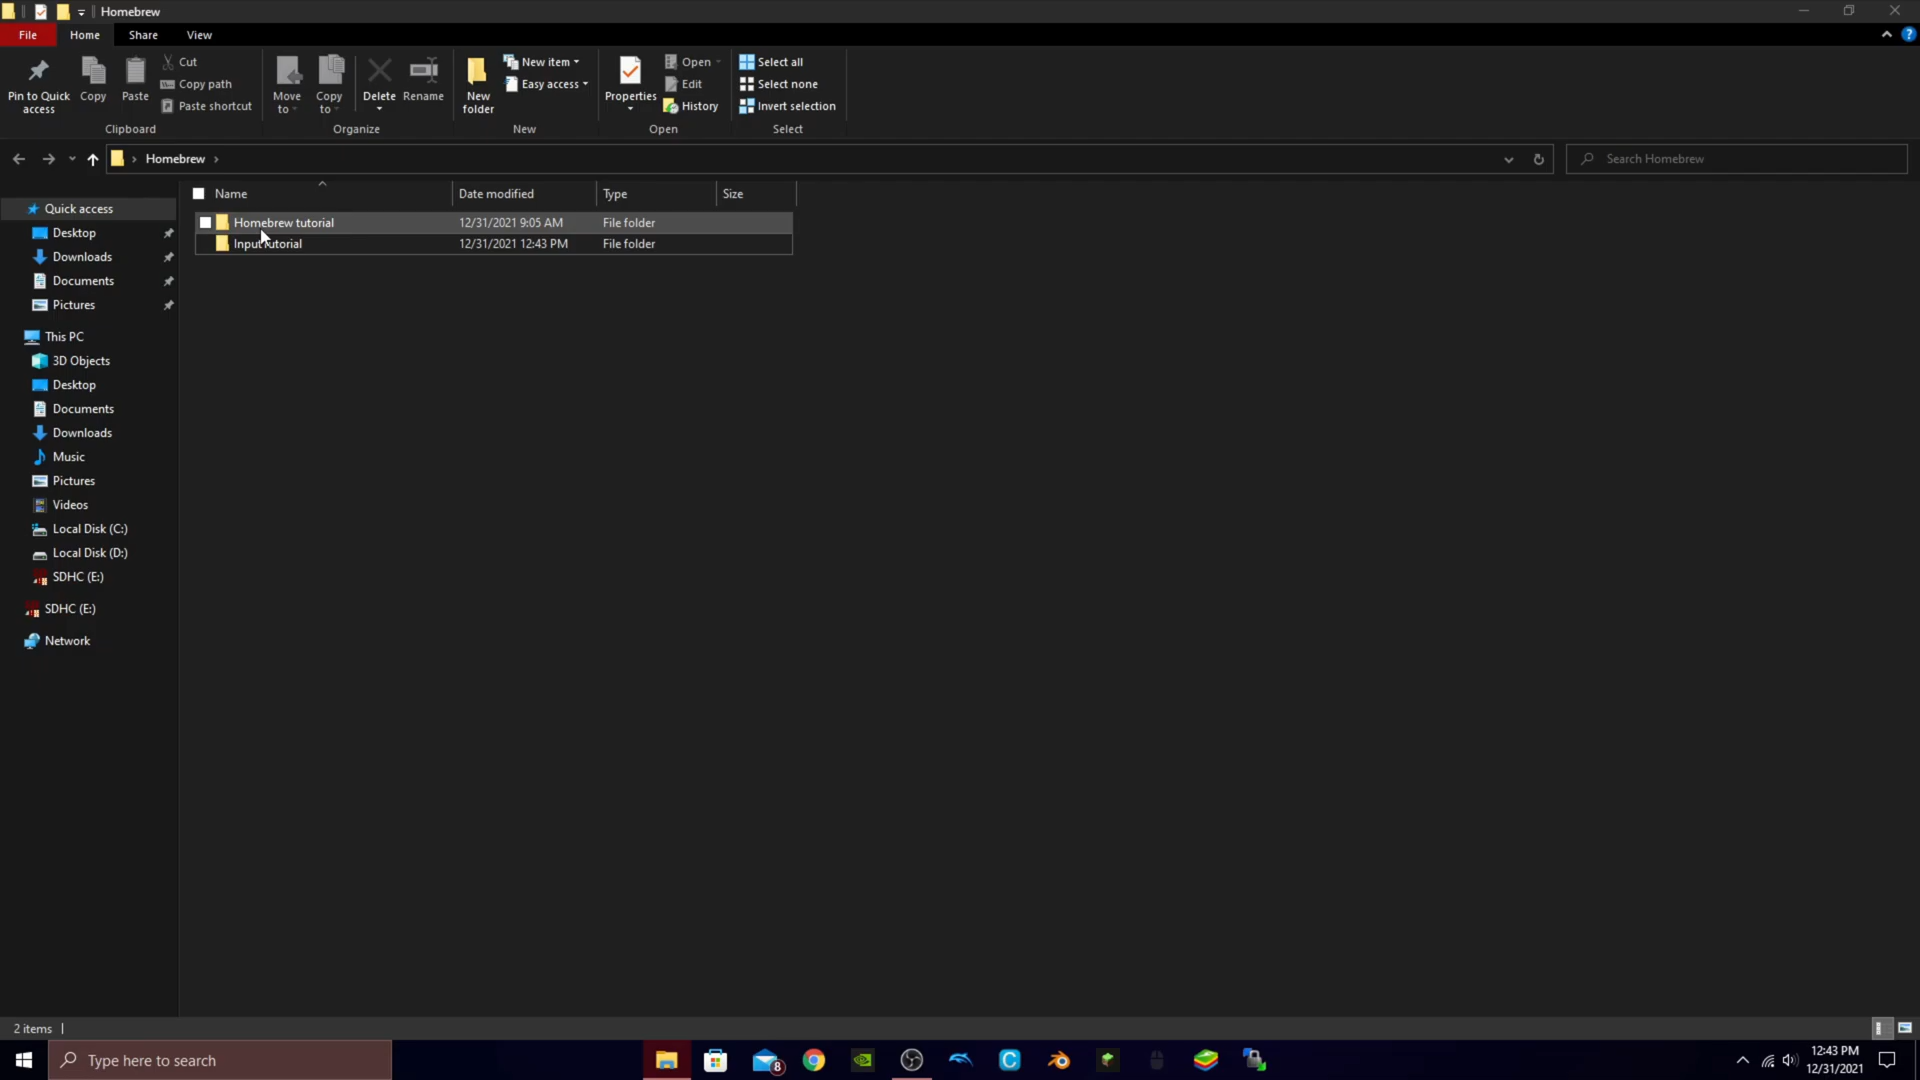 Homebrew
File Home Share View
Pin to Quick access
Copy
Paste
Cut
Copy path
Paste shortcut
Clipboard
Move to
Copy to
Delete
Rename
Organize
New folder
New item
Easy access
New
Properties
Open
Edit
History
Open
Select all
Select none
Invert selection
Select
Homebrew
Search Homebrew
Name Date modified Type Size
Homebrew tutorial 12/31/2021 9:05 AM File folder
Input tutorial 12/31/2021 12:43 PM File folder
Quick access
Desktop
Downloads
Documents
Pictures
This PC
3D Objects
Desktop
Documents
Downloads
Music
Pictures
Videos
Local Disk (C:)
Local Disk (D:)
SDHC (E:)
SDHC (E:)
Network
2 items
Type here to search
8
C
12:43 PM
12/31/2021